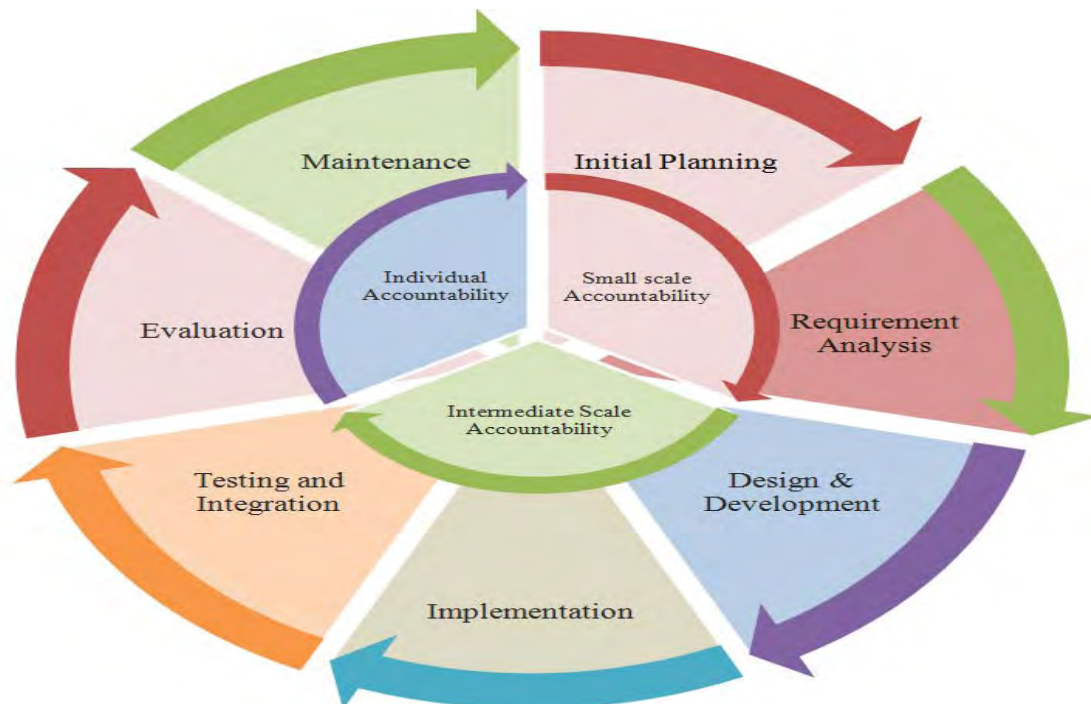 Maintenance
Initial Planning
Individual
Accountability
Small scale
Accountability
Evaluation
Requirement
Analysis
Intermediate Scale
Accountability
Testing and
Integration
Design &
Development
Implementation